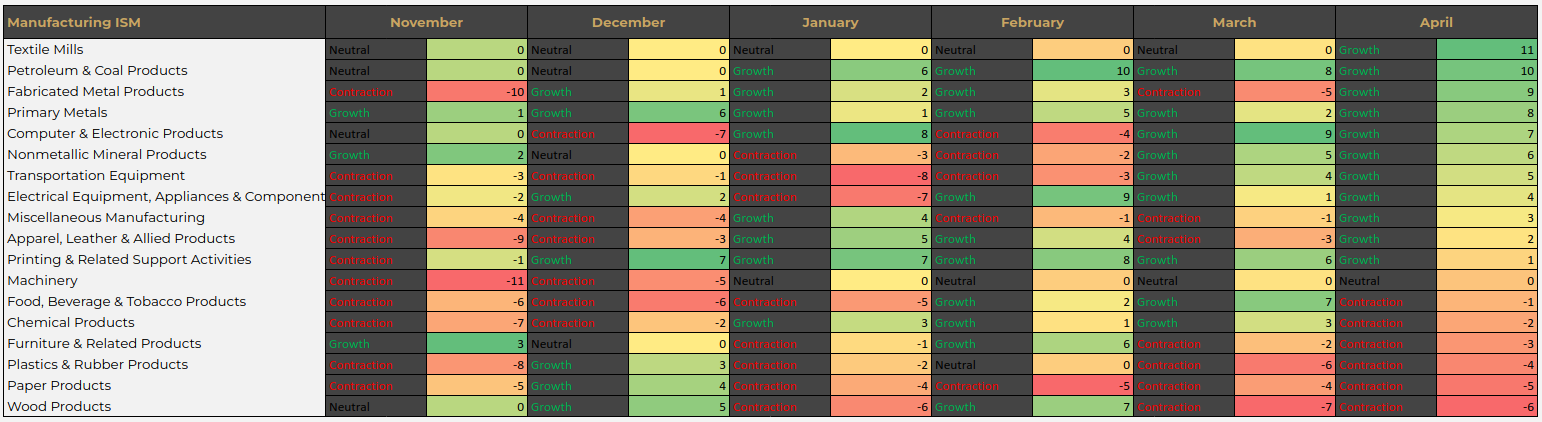 Manufacturing ISM November December January February March April
Textile Mills Neutral 0 Neutral 0 Neutral 0 Neutral 0 Neutral 0 Growth 11
Petroleum & Coal Products Neutral 0 Neutral 0 Growth 6 Growth 10 Growth 8 Growth 10
Fabricated Metal Products Contraction -10 Growth 1 Growth 2 Growth 3 Contraction -5 Growth 9
Primary Metals Growth 1 Growth 6 Growth 1 Growth 5 Growth 2 Growth 8
Computer & Electronic Products Neutral 0 Contraction -7 Growth 8 Contraction -4 Growth 9 Growth 7
Nonmetallic Mineral Products Growth 2 Neutral 0 Contraction -3 Contraction -2 Growth 5 Growth 6
Transportation Equipment Contraction -3 Contraction -1 Contraction -8 Contraction -3 Growth 4 Growth 5
Electrical Equipment, Appliances & Component Contraction -2 Growth 2 Contraction -7 Growth 9 Growth 1 Growth 4
Miscellaneous Manufacturing Contraction -4 Contraction -4 Growth 4 Contraction -1 Contraction -1 Growth 3
Apparel, Leather & Allied Products Contraction -9 Contraction -3 Growth 5 Growth 4 Contraction -3 Growth 2
Printing & Related Support Activities Contraction -1 Growth 7 Growth 7 Growth 8 Growth 6 Growth 1
Machinery Contraction -11 Contraction -5 Neutral 0 Neutral 0 Neutral 0 Neutral 0
Food, Beverage & Tobacco Products Contraction -6 Contraction -6 Contraction -5 Growth 2 Growth 7 Contraction -1
Chemical Products Contraction -7 Contraction -2 Growth 3 Growth 1 Growth 3 Contraction -2
Furniture & Related Products Growth 3 Neutral 0 Contraction -1 Growth 6 Contraction -2 Contraction -3
Plastics & Rubber Products Contraction -8 Growth 3 Contraction -2 Neutral 0 Contraction -6 Contraction -4
Paper Products Contraction -5 Growth 4 Contraction -4 Contraction -5 Contraction -4 Contraction -5
Wood Products Neutral 0 Growth 5 Contraction -6 Growth 7 Contraction -7 Contraction -6